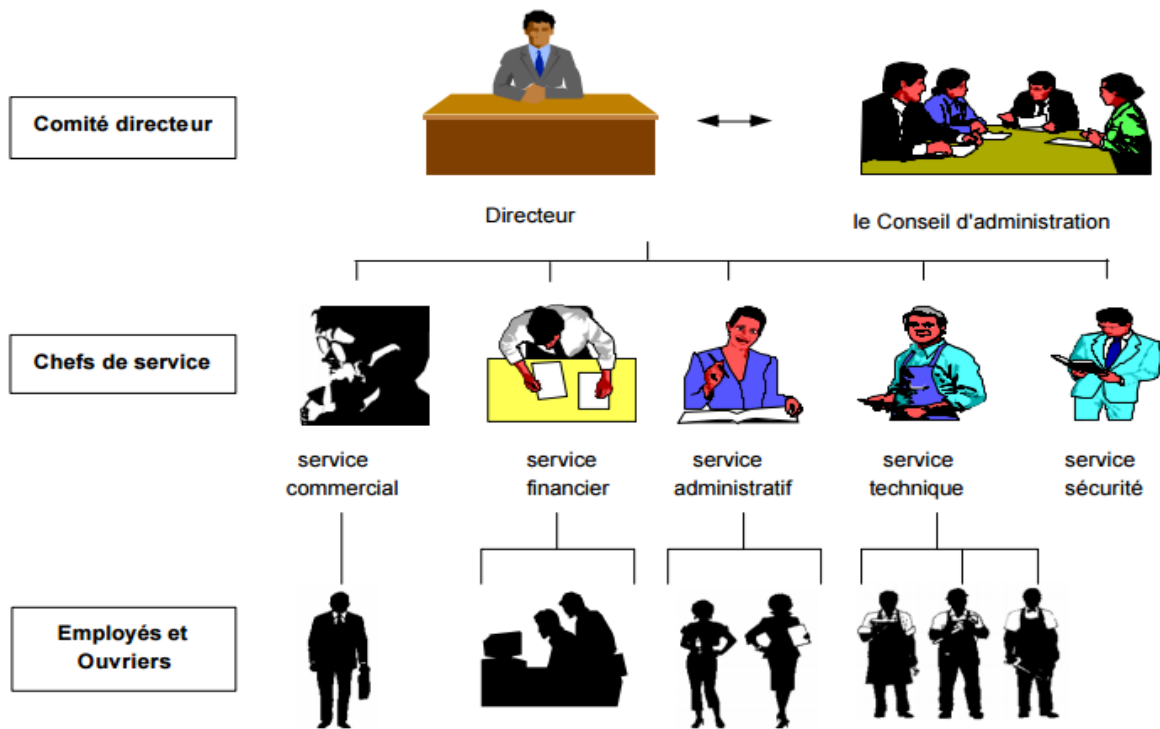 Comité directeur
Directeur
le Conseil d'administration
Chefs de service
service
commercial
service
financier
service
administratif
service
technique
service
sécurité
Employés et
Ouvriers